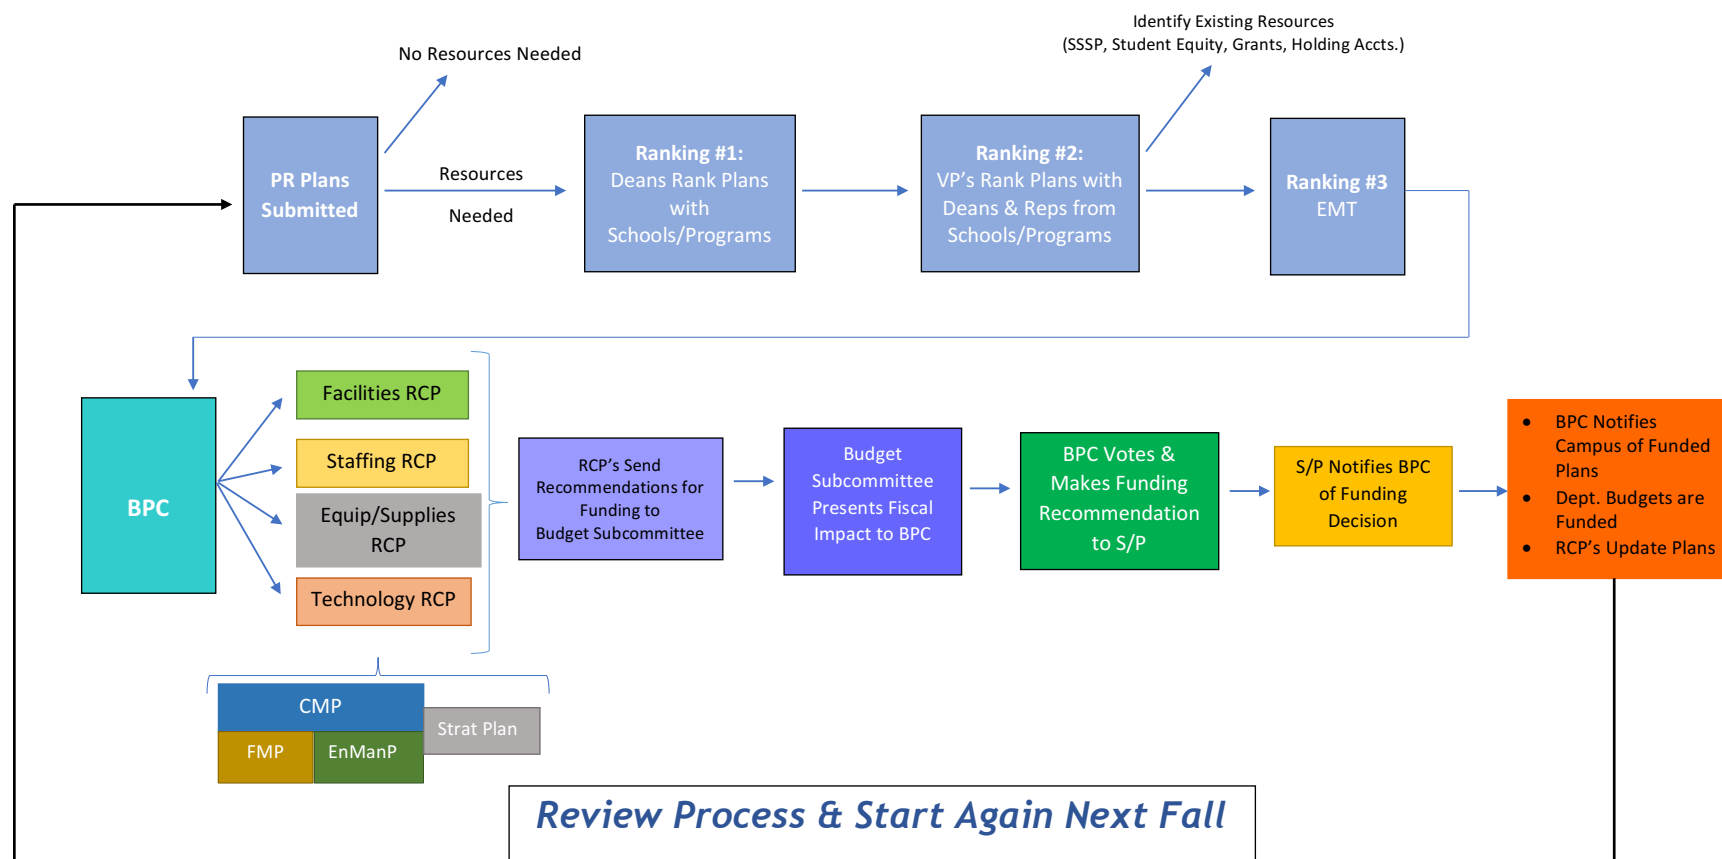 Identify Existing Resources
(SSSP, Student Equity, Grants, Holding Accts.)
No Resources Needed
PR Plans
Submitted
Resources
Needed
Ranking #1:
Deans Rank Plans
with
Schools/Programs
Ranking #2:
VP's Rank Plans with
Deans & Reps from
Schools/Programs
Ranking #3
EMT
BPC
Facilities RCP
Staffing RCP
Equip/Supplies
RCP
Technology RCP
RCP's Send
Recommendations for
Funding to
Budget Subcommittee
Budget
Subcommittee
Presents Fiscal
Impact to BPC
BPC Votes &
Makes Funding
Recommendation
to S/P
S/P Notifies BPC
of Funding
Decision
• BPC Notifies
Campus of Funded
Plans
• Dept. Budgets are
Funded
• RCP's Update Plans
CMP
FMP
EnManP
Strat Plan
Review Process & Start Again Next Fall